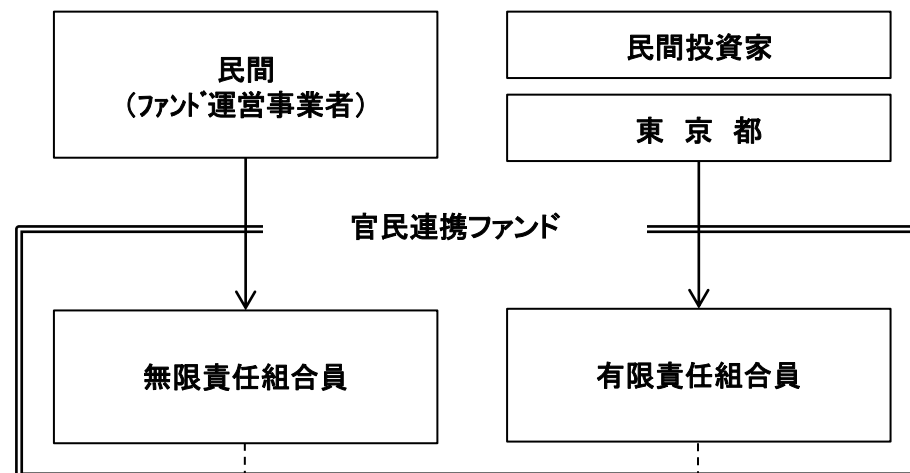 民間
（ﾌｧﾝﾄﾞ運営事業者）
民間投資家
東　京　都
官民連携ファンド
無限責任組合員
有限責任組合員